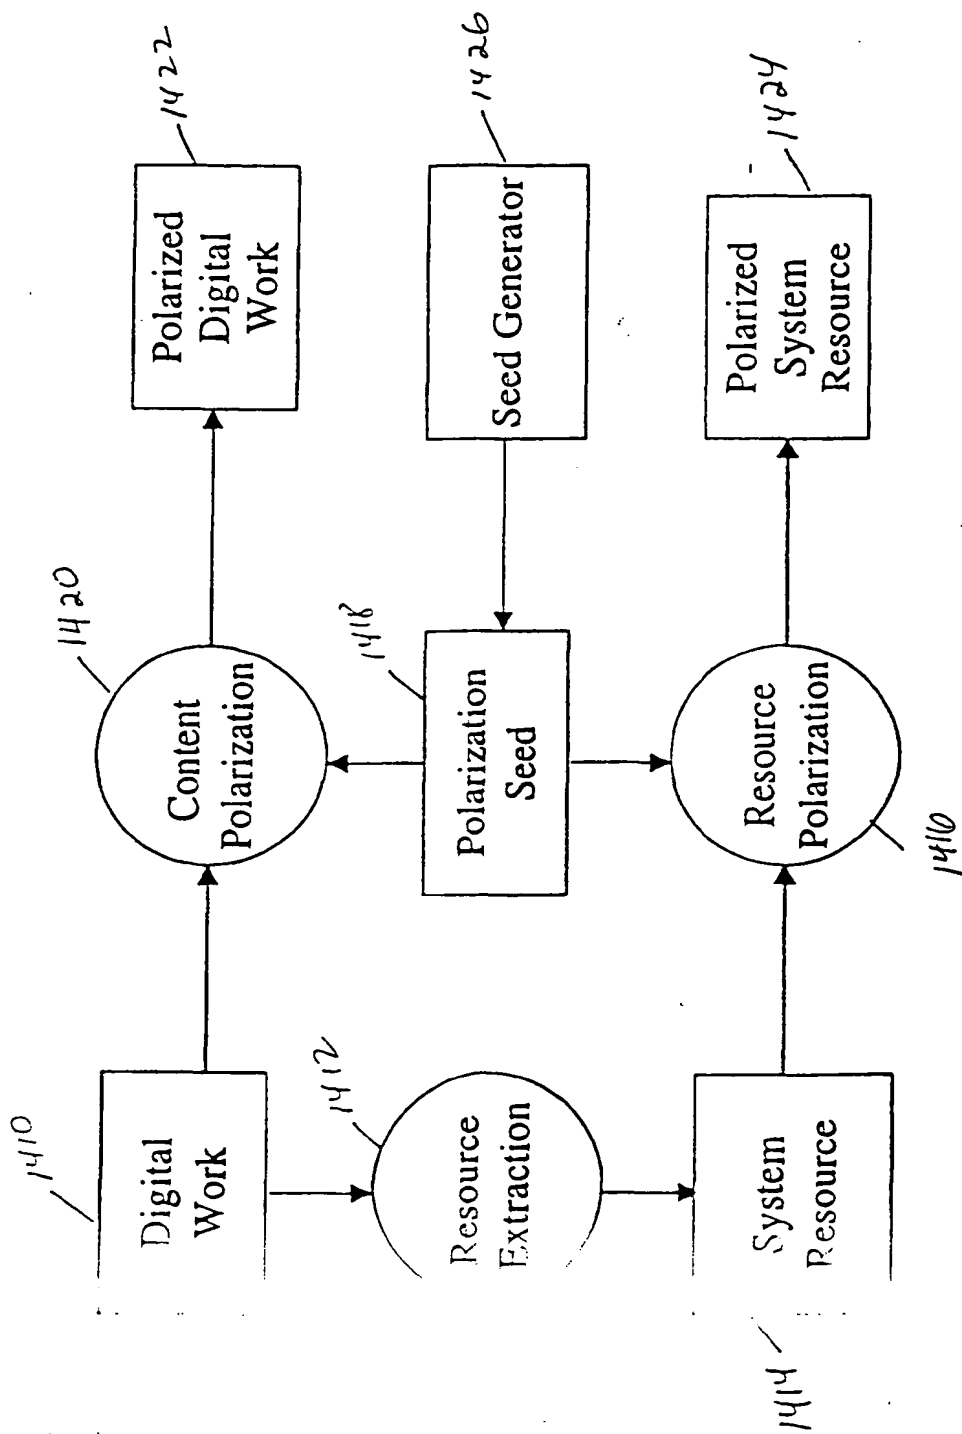 1410
Digital
Work
1420
Content
Polarization
1422
Polarized
Digital
Work
1412
Resource
Extraction
1418
Polarization
Seed
1426
Seed Generator
1414
System
Resource
1416
Resource
Polarization
1424
Polarized
System
Resource